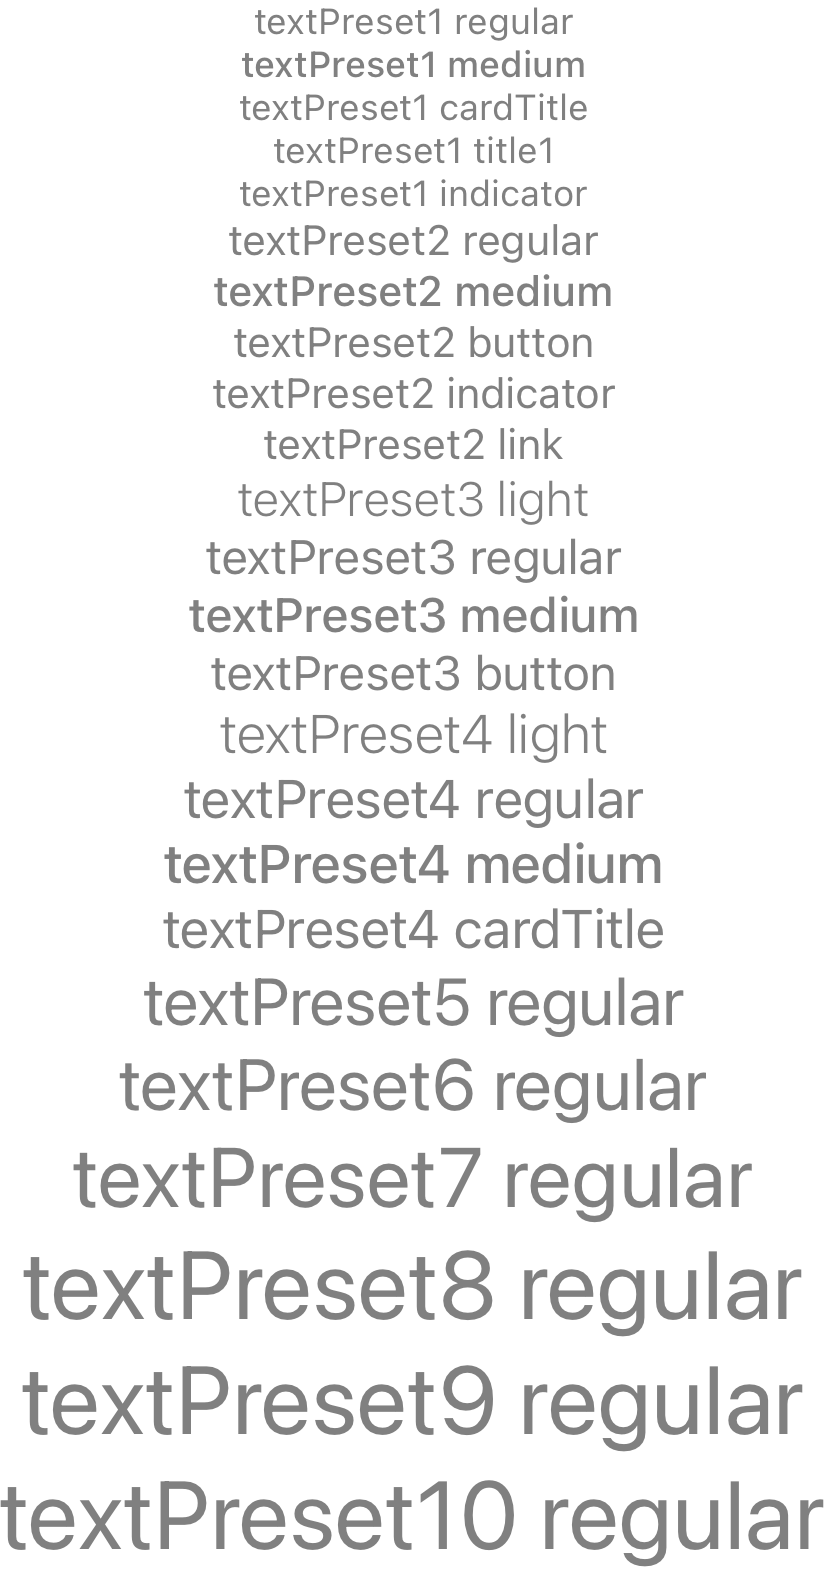 textPreset1 regular
textPreset1 medium
textPreset1 cardTitle
textPreset1 title1
textPreset1 indicator
textPreset2 regular
textPreset2 medium
textPreset2 button
textPreset2 indicator
textPreset2 link
textPreset3 light
textPreset3 regular
textPreset3 medium
textPreset3 button
textPreset4 light
textPreset4 regular
textPreset4 medium
textPreset4 cardTitle
textPreset5 regular
textPreset6 regular
textPreset7 regular
textPreset8 regular
textPreset9 regular
textPreset10 regular